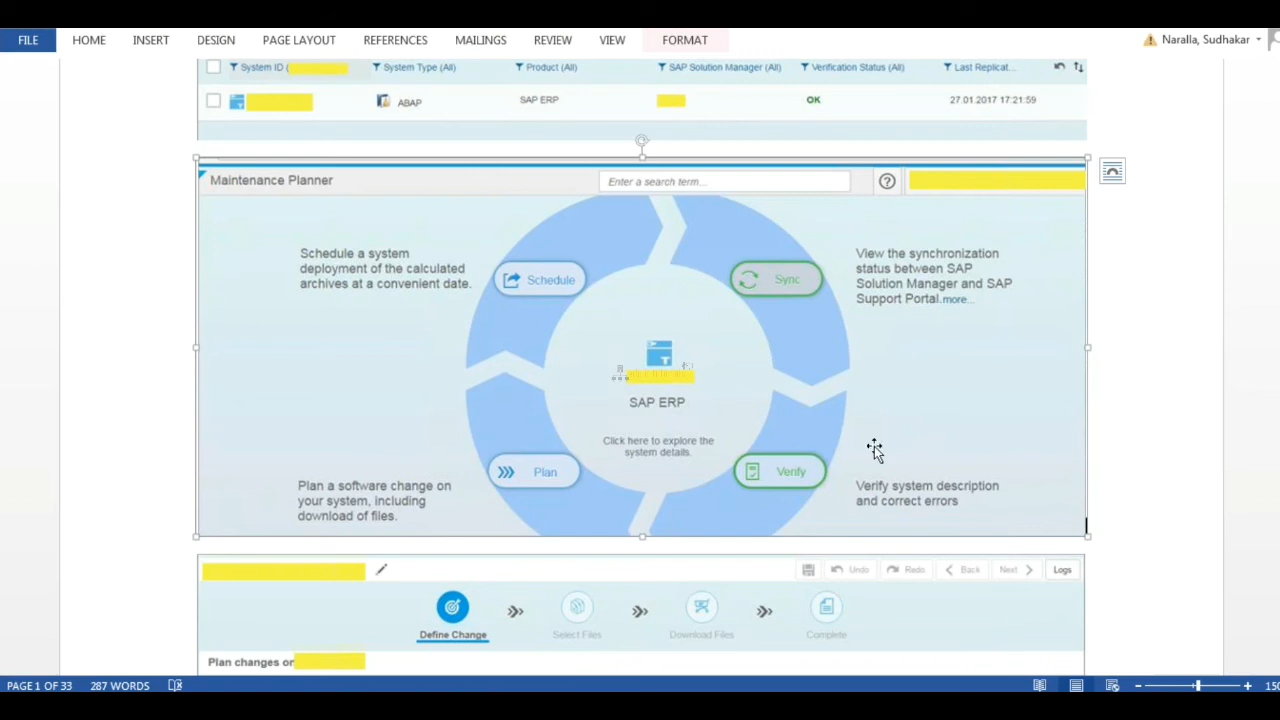 FILE HOME INSERT DESIGN PAGE LAYOUT REFERENCES MAILINGS REVIEW VIEW FORMAT Naralla, Sudhakar
System ID ( System Type (All) Product (All) SAP Solution Manager (All) Verification Status (All) Last Replicat...
ABAP SAP ERP OK 27.01.2017 17:21:59
Maintenance Planner Enter a search term... ?
Schedule a system
deployment of the calculated
archives at a convenient date.
Schedule
Sync
View the synchronization
status between SAP
Solution Manager and SAP
Support Portal.more...
SAP ERP
Click here to explore the
system details.
Plan a software change on
your system, including
download of files.
Plan
Verify
Verify system description
and correct errors
Undo Redo Back Next Logs
Define Change Select Files Download Files Complete
Plan changes on
PAGE 1 OF 33 287 WORDS 150